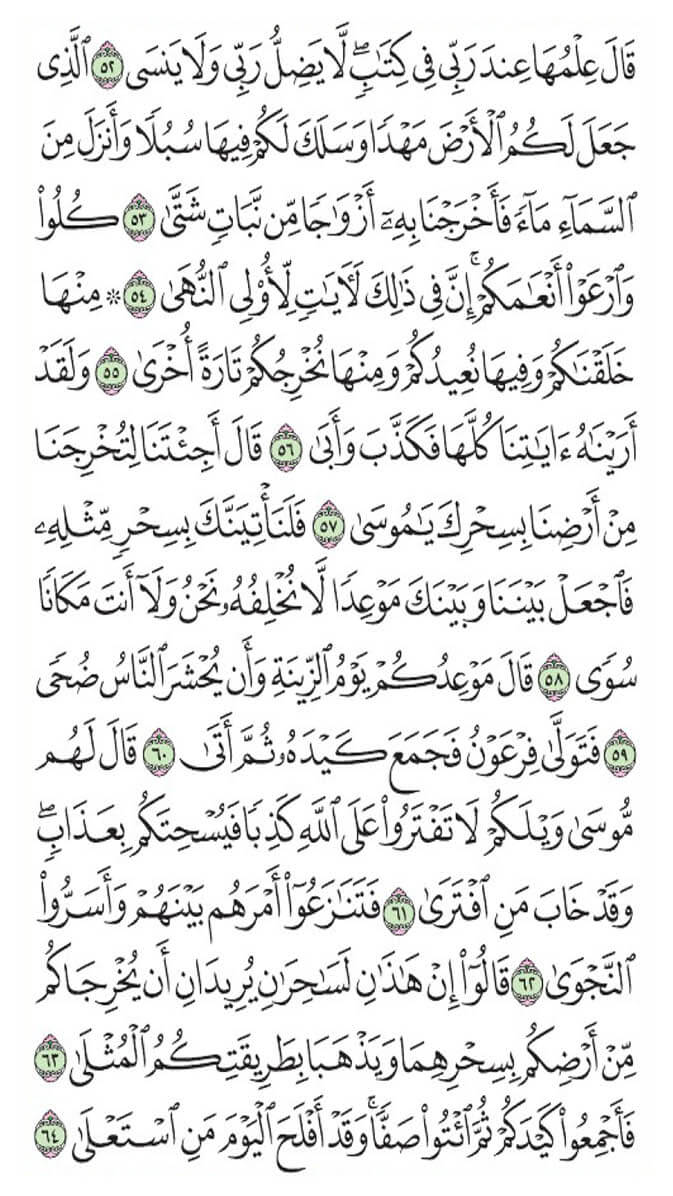 قَالَ عِلْمُهَا عِندَ رَبِّي فِي كِتَٰبٖۖ لَّا يَضِلُّ رَبِّي وَلَا يَنسَى ٥٢ ٱلَّذِي
جَعَلَ لَكُمُ ٱلْأَرْضَ مَهْدٗا وَسَلَكَ لَكُمْ فِيهَا سُبُلٗا وَأَنزَلَ مِنَ
ٱلسَّمَآءِ مَآءٗ فَأَخْرَجْنَا بِهِۦٓ أَزْوَٰجٗا مِّن نَّبَاتٖ شَتَّىٰ ٥٣ كُلُوا۟
وَٱرْعَوْا۟ أَنْعَٰمَكُمْۚ إِنَّ فِي ذَٰلِكَ لَأٓيَٰتٖ لِّأُو۟لِي ٱلنُّهَىٰ ٥٤ ۞ مِنْهَا
خَلَقْنَٰكُمْ وَفِيهَا نُعِيدُكُمْ وَمِنْهَا نُخْرِجُكُمْ تَارَةً أُخْرَىٰ ٥٥ وَلَقَدْ
أَرَيْنَٰهُ ءَايَٰتِنَا كُلَّهَا فَكَذَّبَ وَأَبَىٰ ٥٦ قَالَ أَجِئْتَنَا لِتُخْرِجَنَا
مِنْ أَرْضِنَا بِسِحْرِكَ يَٰمُوسَىٰ ٥٧ فَلَنَأْتِيَنَّكَ بِسِحْرٖ مِّثْلِهِۦ
فَٱجْعَلْ بَيْنَنَا وَبَيْنَكَ مَوْعِدٗا لَّا نُخْلِفُهُۥ نَحْنُ وَلَآ أَنتَ مَكَانٗا
سُوٗى ٥٨ قَالَ مَوْعِدُكُمْ يَوْمُ ٱلزِّينَةِ وَأَن يُحْشَرَ ٱلنَّاسُ ضُحٗى
٥٩ فَتَوَلَّىٰ فِرْعَوْنُ فَجَمَعَ كَيْدَهُۥ ثُمَّ أَتَىٰ ٦٠ قَالَ لَهُم
مُّوسَىٰ وَيْلَكُمْ لَا تَفْتَرُوا۟ عَلَى ٱللَّهِ كَذِبٗا فَيُسْحِتَكُم بِعَذَابٖۖ
وَقَدْ خَابَ مَنِ ٱفْتَرَىٰ ٦١ فَتَنَٰزَعُوٓا۟ أَمْرَهُم بَيْنَهُمْ وَأَسَرُّوا۟
ٱلنَّجْوَىٰ ٦٢ قَالُوٓا۟ إِنْ هَٰذَٰنِ لَسَٰحِرَٰنِ يُرِيدَانِ أَن يُخْرِجَاكُم
مِّنْ أَرْضِكُم بِسِحْرِهِمَا وَيَذْهَبَا بِطَرِيقَتِكُمُ ٱلْمُثْلَىٰ ٦٣
فَأَجْمِعُوا۟ كَيْدَكُمْ ثُمَّ ٱئْتُوا۟ صَفّٗاۚ وَقَدْ أَفْلَحَ ٱلْيَوْمَ مَنِ ٱسْتَعْلَىٰ ٦٤